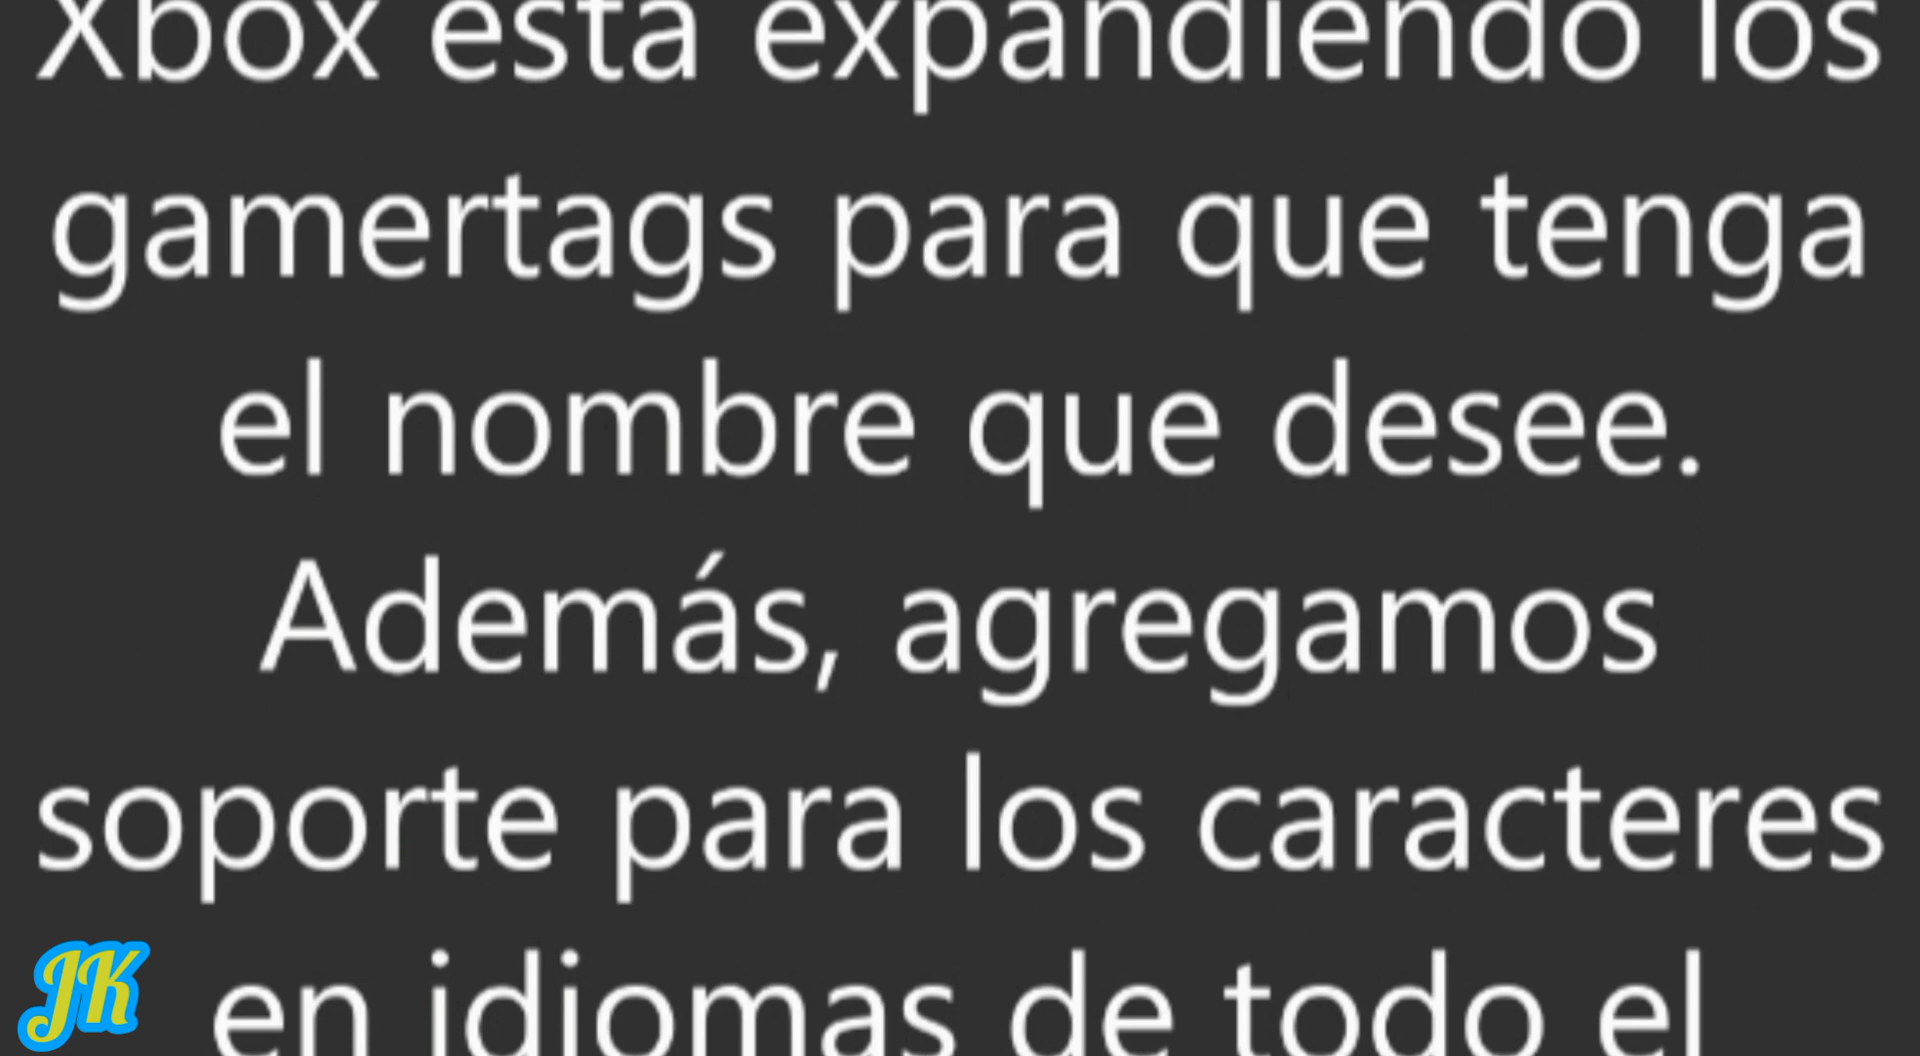 Xbox está expandiendo los
gamertags para que tenga
el nombre que desee.
Además, agregamos
soporte para los caracteres
en idiomas de todo el
JK